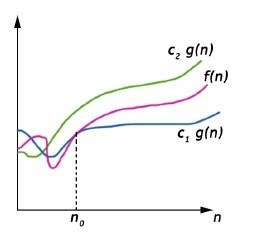 c₂ g(n)
f(n)
c₁ g(n)
n₀
n